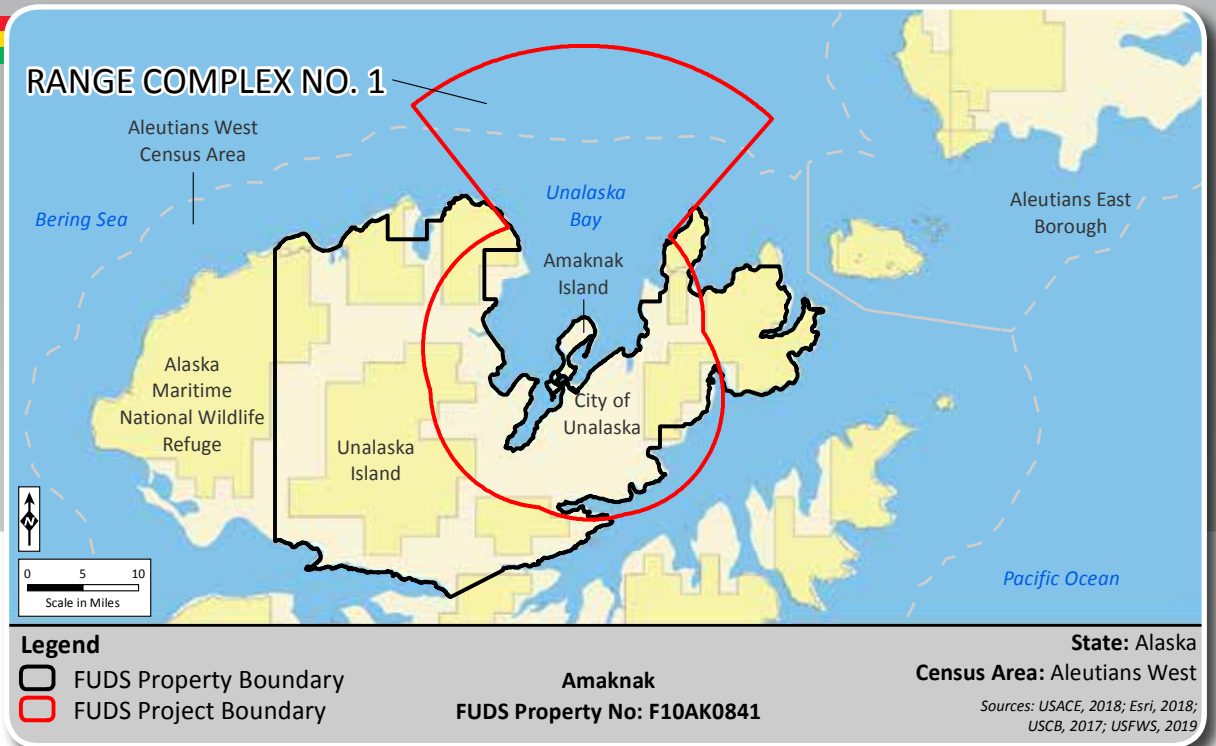 RANGE COMPLEX NO. 1
Aleutians West
Census Area
Bering Sea
Unalaska
Bay
Amaknak
Island
Aleutians East
Borough
Alaska
Maritime
National Wildlife
Refuge
Unalaska
Island
City of
Unalaska
N
0 5 10
Scale in Miles
Pacific Ocean
Legend
FUDS Property Boundary
FUDS Project Boundary
Amaknak
FUDS Property No: F10AK0841
State: Alaska
Census Area: Aleutians West
Sources: USACE, 2018; Esri, 2018;
USCB, 2017; USFWS, 2019